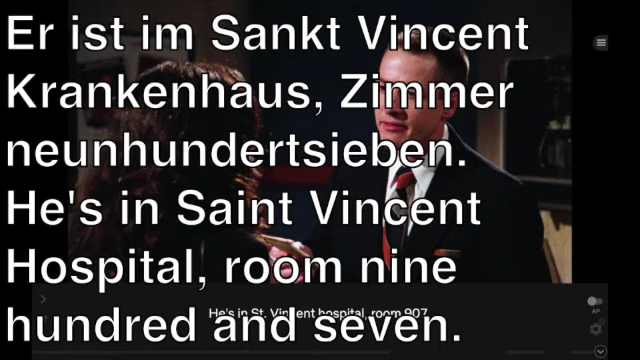 Er ist im Sankt Vincent
Krankenhaus, Zimmer
neunhundertsieben.
He's in Saint Vincent
Hospital, room nine
hundred and seven.
He's in St. Vincent hospital, room 907.
AP